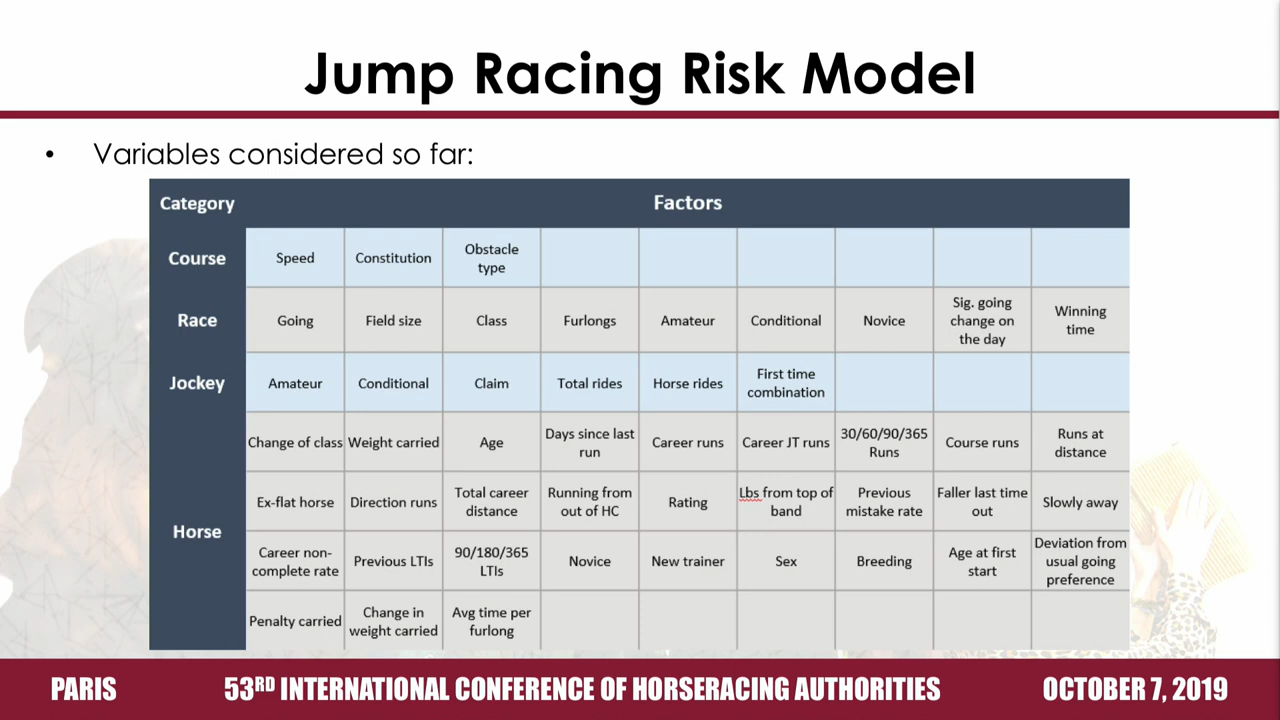 Jump Racing Risk Model
• Variables considered so far:
Category Factors
Course Speed Constitution Obstacle type
Race Going Field size Class Furlongs Amateur Conditional Novice Sig. going change on the day Winning time
Jockey Amateur Conditional Claim Total rides Horse rides First time combination
Horse
Change of class Weight carried Age Days since last run Career runs Career JT runs 30/60/90/365 Runs Course runs Runs at distance
Ex-flat horse Direction runs Total career distance Running from out of HC Rating Lbs from top of band Previous mistake rate Faller last time out Slowly away
Career non-complete rate Previous LTIs 90/180/365 LTIs Novice New trainer Sex Breeding Age at first start Deviation from usual going preference
Penalty carried Change in weight carried Avg time per furlong
PARIS 53RD INTERNATIONAL CONFERENCE OF HORSERACING AUTHORITIES OCTOBER 7, 2019